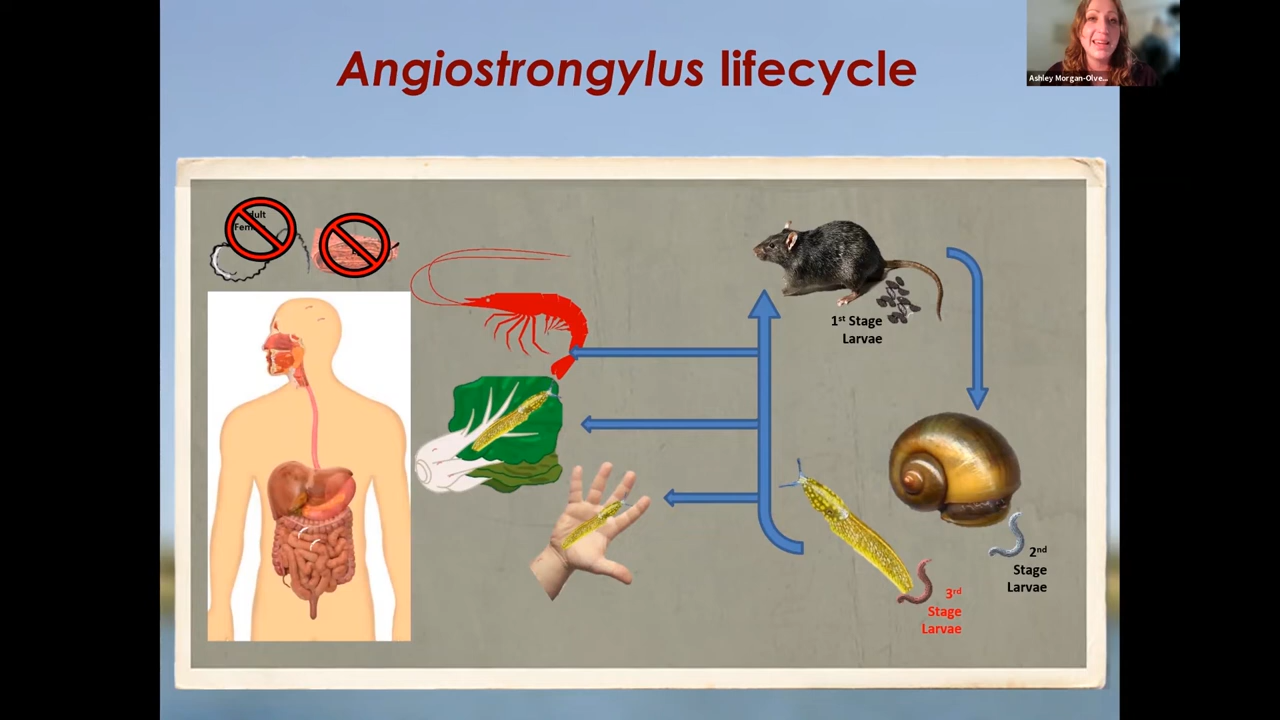 Angiostrongylus lifecycle
Ashley Morgan-Olve...
1st Stage
Larvae
2nd
Stage
Larvae
3rd
Stage
Larvae